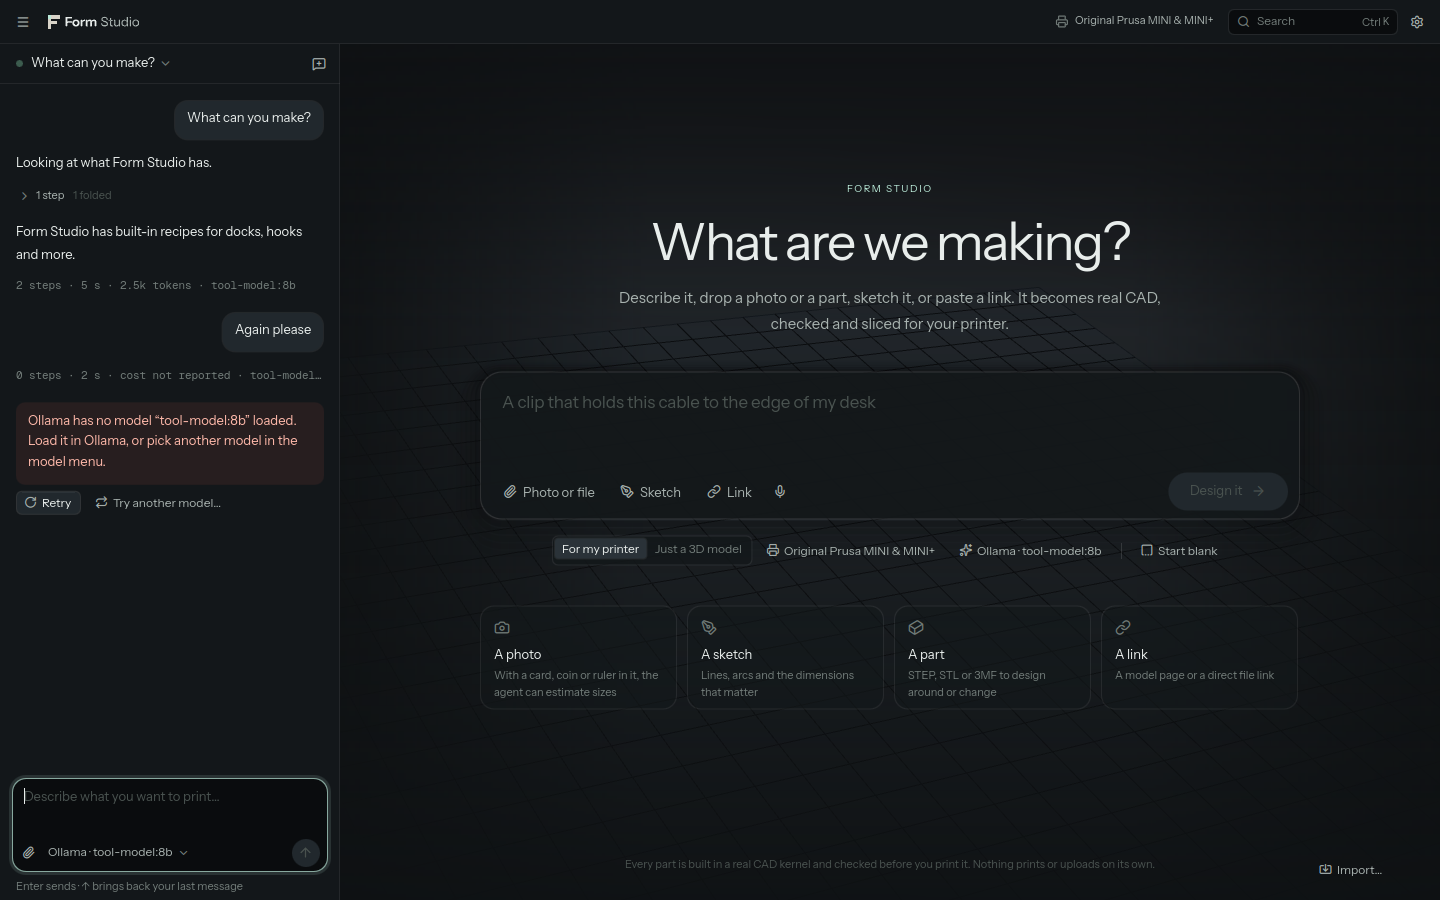 Form Studio
Original Prusa MINI & MINI+
Search
Ctrl K
What can you make?
What can you make?
Looking at what Form Studio has.
1 step 1 folded
Form Studio has built-in recipes for docks, hooks
and more.
2 steps · 5 s · 2.5k tokens · tool-model:8b
Again please
0 steps · 2 s · cost not reported · tool-model…
Ollama has no model “tool-model:8b” loaded.
Load it in Ollama, or pick another model in the
model menu.
Retry
Try another model…
Describe what you want to print…
Ollama · tool-model:8b
Enter sends · ↑ brings back your last message
FORM STUDIO
What are we making?
Describe it, drop a photo or a part, sketch it, or paste a link. It becomes real CAD,
checked and sliced for your printer.
A clip that holds this cable to the edge of my desk
Photo or file
Sketch
Link
Design it
For my printer
Just a 3D model
Original Prusa MINI & MINI+
Ollama · tool-model:8b
Start blank
A photo
With a card, coin or ruler in it, the
agent can estimate sizes
A sketch
Lines, arcs and the dimensions
that matter
A part
STEP, STL or 3MF to design
around or change
A link
A model page or a direct file link
Every part is built in a real CAD kernel and checked before you print it. Nothing prints or uploads on its own.
Import…